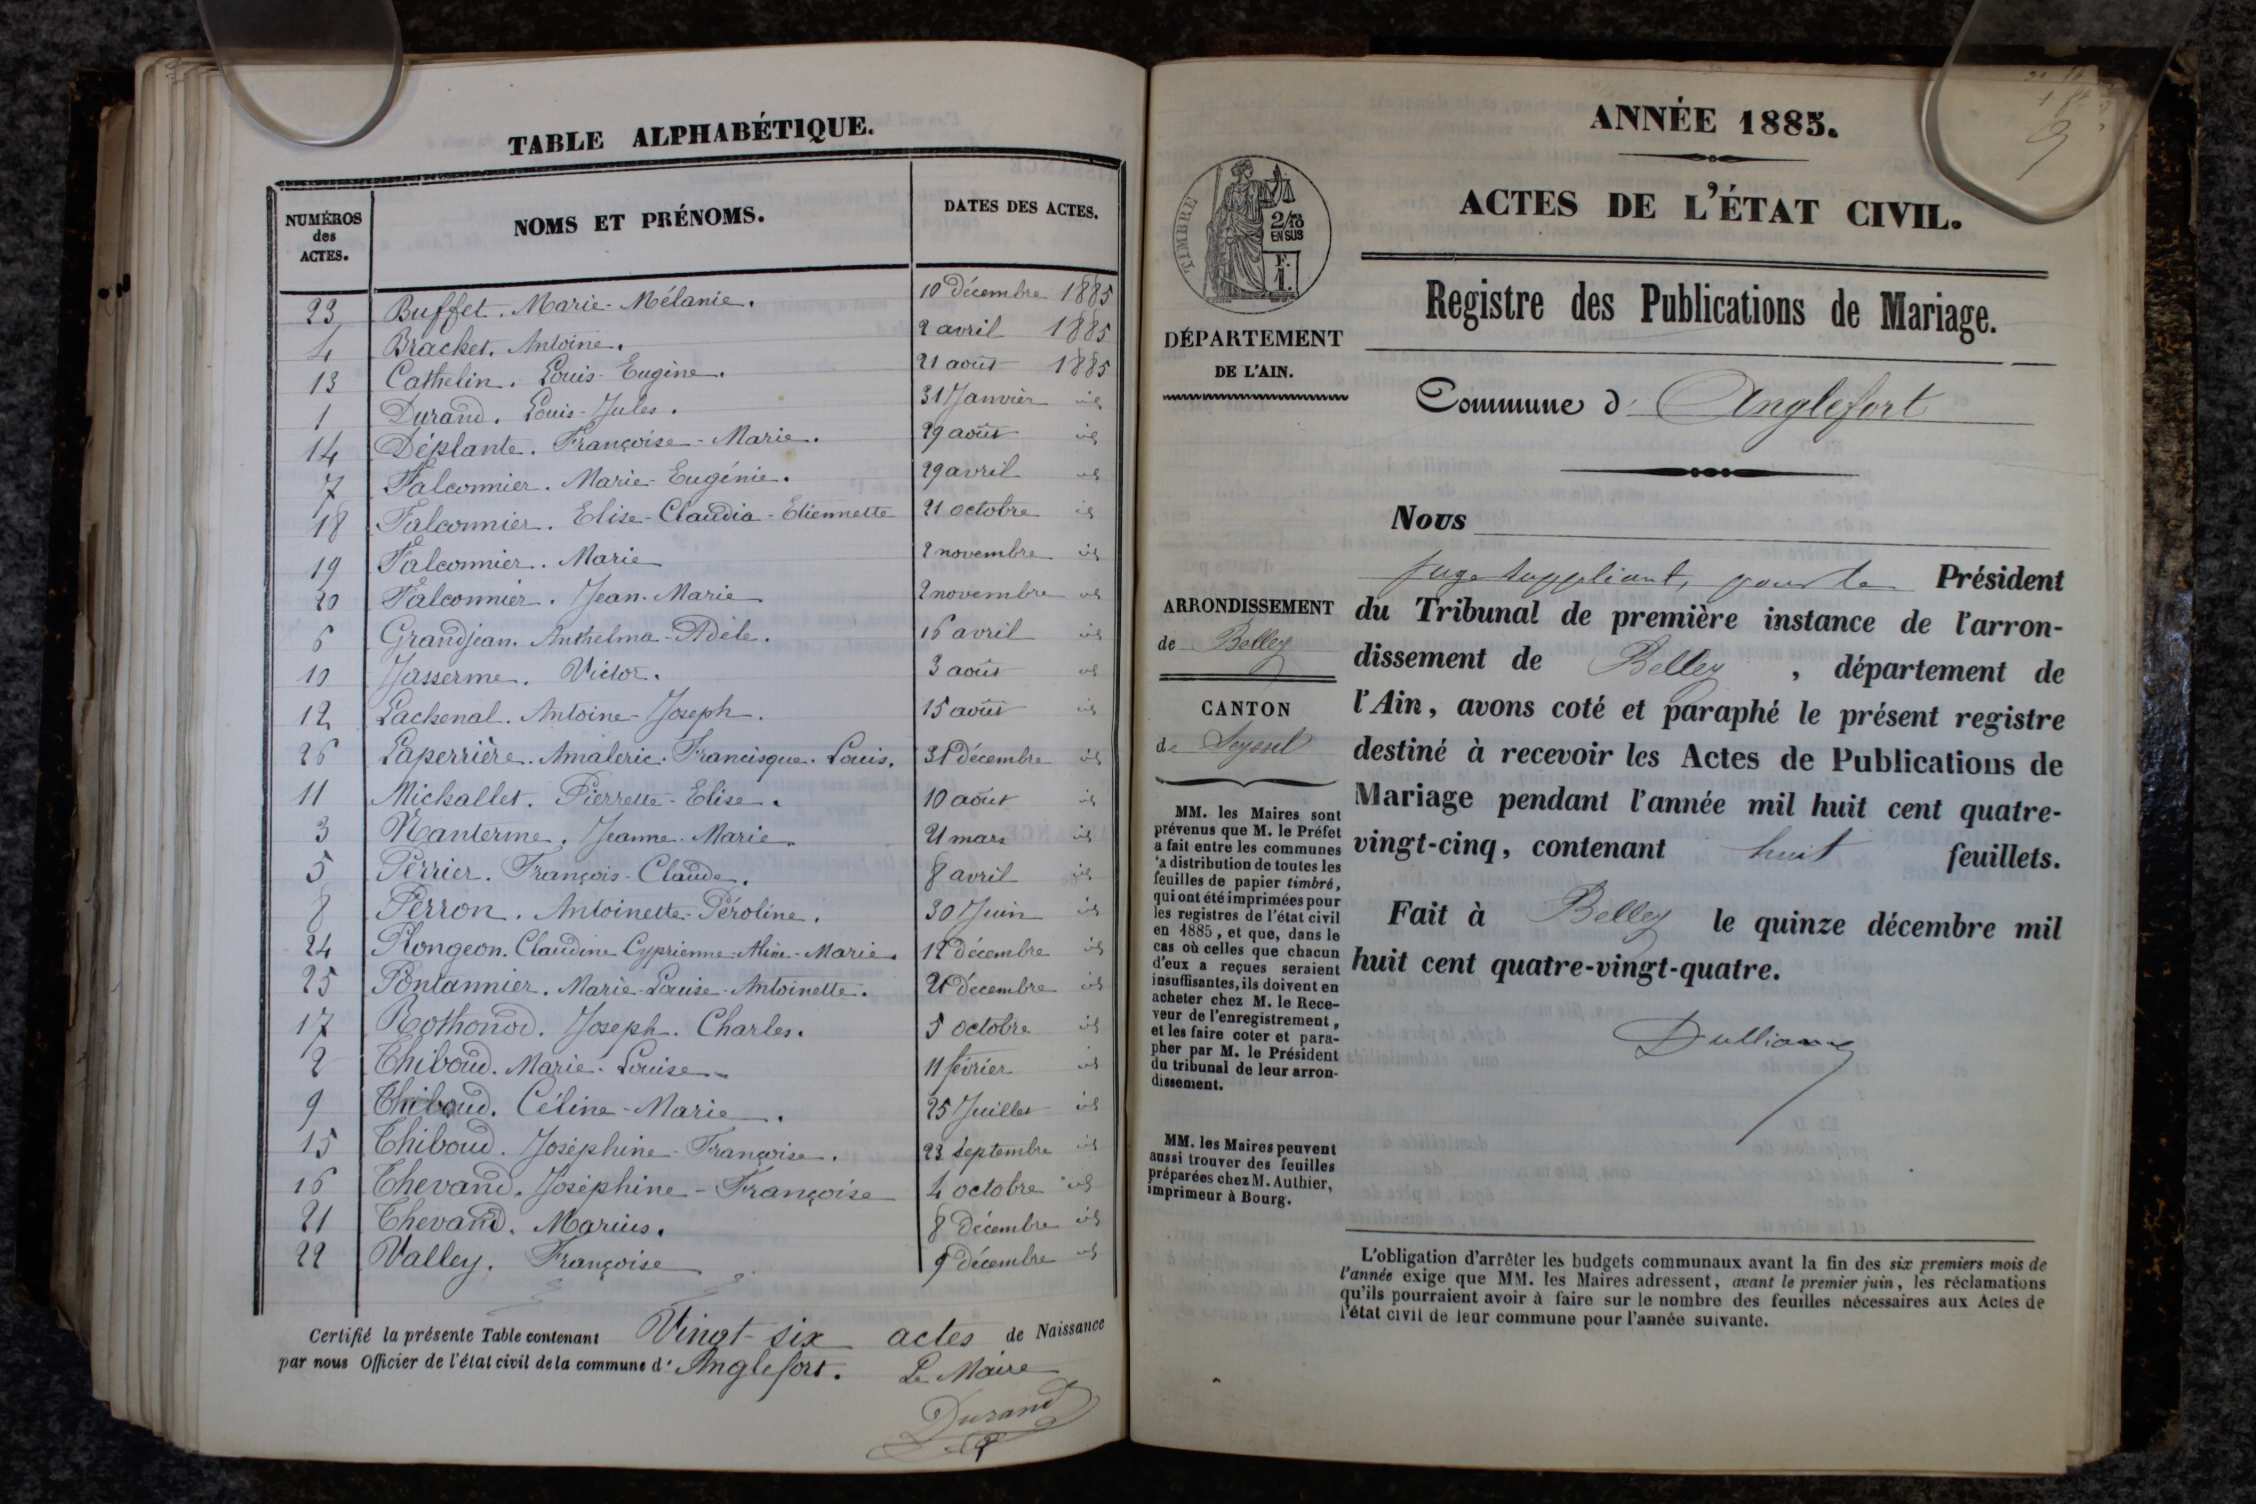 TABLE ALPHABÉTIQUE.
NUMÉROS des ACTES. NOMS ET PRÉNOMS. DATES DES ACTES.
23 Buffet. Marie-Mélanie. 10 décembre 1885
4 Brachet. Antoine. 2 avril 1885
13 Cathelin. Louis-Eugène. 21 août 1885
1 Durand. Louis-Jules. 31 Janvier id
14 Déplante. Françoise-Marie. 29 août id
7 Falconnier. Marie-Eugénie. 29 avril id
18 Falconnier. Elise-Claudia-Etiennette 21 octobre id
19 Falconnier. Marie 2 novembre id
20 Falconnier. Jean-Marie 2 novembre id
6 Grandjean. Anthelma-Adèle. 16 avril id
10 Jasserme. Victor. 3 août id
12 Lachenal. Antoine-Joseph. 15 août id
26 Laperrière. Amaleric. Francisque. Louis. 31 décembre id
11 Michallet. Pierrette-Elise. 10 août id
3 Nanterme. Jeanne-Marie 21 mars id
5 Perrier. François-Claude. 8 avril id
8 Perron. Antoinette-Péroline. 30 Juin id
24 Plongeon. Claudine Cyprienne-Aline-Marie. 12 décembre id
25 Pontannier. Marie-Louise-Antoinette. 21 décembre id
17 Rothonod. Joseph. Charles. 5 octobre id
2 Thiboud. Marie-Louise 11 février id
9 Thiboud. Céline-Marie. 25 Juillet id
15 Thiboud. Joséphine-Françoise. 23 septembre id
16 Thevand. Joséphine-Françoise 4 octobre id
21 Thevand. Marius. 8 décembre id
22 Valley. Françoise 9 décembre id
Certifié la présente Table contenant Vingt-six actes de Naissance
par nous Officier de l'état civil de la commune d'Anglefort. Le Maire
Durand
ANNÉE 1885.
ACTES DE L'ÉTAT CIVIL.
TIMBRE
2/10
EN SUS
F.
1.
DÉPARTEMENT
DE L'AIN.
ARRONDISSEMENT
de Belley
CANTON
de Seyssel
MM. les Maires sont
prévenus que M. le Préfet
a fait entre les communes
'a distribution de toutes les
feuilles de papier timbré,
qui ont été imprimées pour
les registres de l'état civil
en 1885, et que, dans le
cas où celles que chacun
d'eux a reçues seraient
insuffisantes, ils doivent en
acheter chez M. le Rece-
veur de l'enregistrement,
et les faire coter et para-
pher par M. le Président
du tribunal de leur arron-
dissement.
MM. les Maires peuvent
aussi trouver des feuilles
préparées chez M. Authier,
imprimeur à Bourg.
Registre des Publications de Mariage.
Commune d'Anglefort
Nous
juge suppléant, pour le Président
du Tribunal de première instance de l'arron-
dissement de Belley, département de
l'Ain, avons coté et paraphé le présent registre
destiné à recevoir les Actes de Publications de
Mariage pendant l'année mil huit cent quatre-
vingt-cinq, contenant huit feuillets.
Fait à Belley le quinze décembre mil
huit cent quatre-vingt-quatre.
L'obligation d'arrêter les budgets communaux avant la fin des six premiers mois de
l'année exige que MM. les Maires adressent, avant le premier juin, les réclamations
qu'ils pourraient avoir à faire sur le nombre des feuilles nécessaires aux Actes de
l'état civil de leur commune pour l'année suivante.